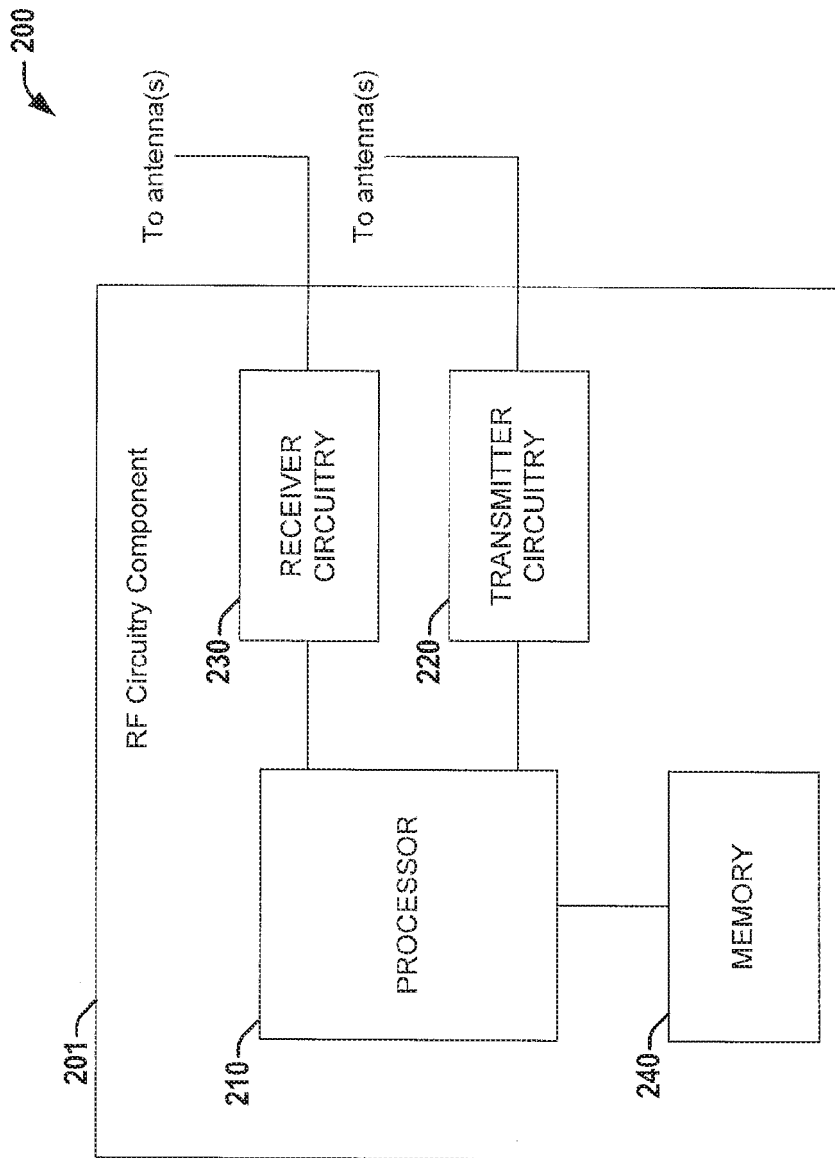 200
201
RF Circuitry Component
To antenna(s)
To antenna(s)
230
RECEIVER
CIRCUITRY
210
PROCESSOR
220
TRANSMITTER
CIRCUITRY
240
MEMORY